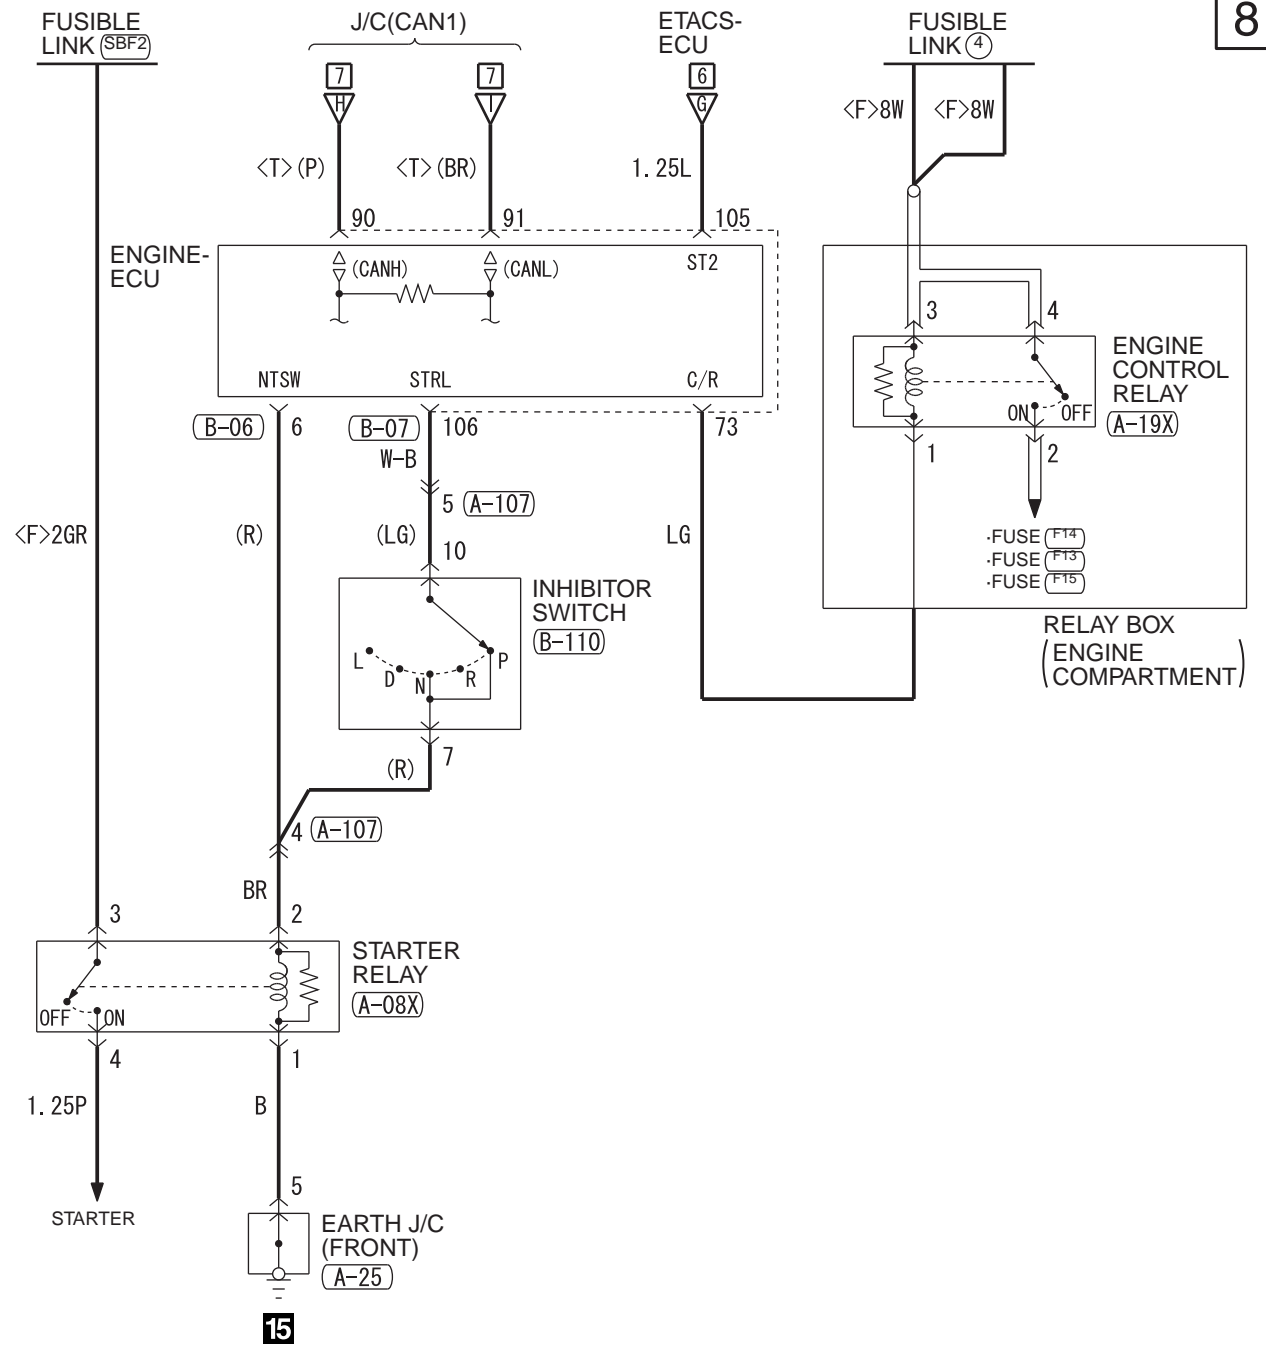 8
FUSIBLE
LINK SBF2
J/C(CAN1)
ETACS-
ECU
FUSIBLE
LINK 4
7
7
6
H
I
G
<F>8W
<F>8W
<T>(P)
<T>(BR)
1.25L
90
91
105
ENGINE-
ECU
(CANH)
(CANL)
ST2
NTSW
STRL
C/R
3
4
ENGINE
CONTROL
RELAY
A-19X
ON
OFF
1
2
B-06
6
B-07
106
73
W-B
5
A-107
<F>2GR
(R)
(LG)
LG
10
·FUSE F14
·FUSE F13
·FUSE F15
INHIBITOR
SWITCH
B-110
L
D
N
R
P
RELAY BOX
(ENGINE
COMPARTMENT)
7
(R)
4
A-107
BR
3
2
STARTER
RELAY
A-08X
OFF
ON
4
1
1.25P
B
5
STARTER
EARTH J/C
(FRONT)
A-25
15